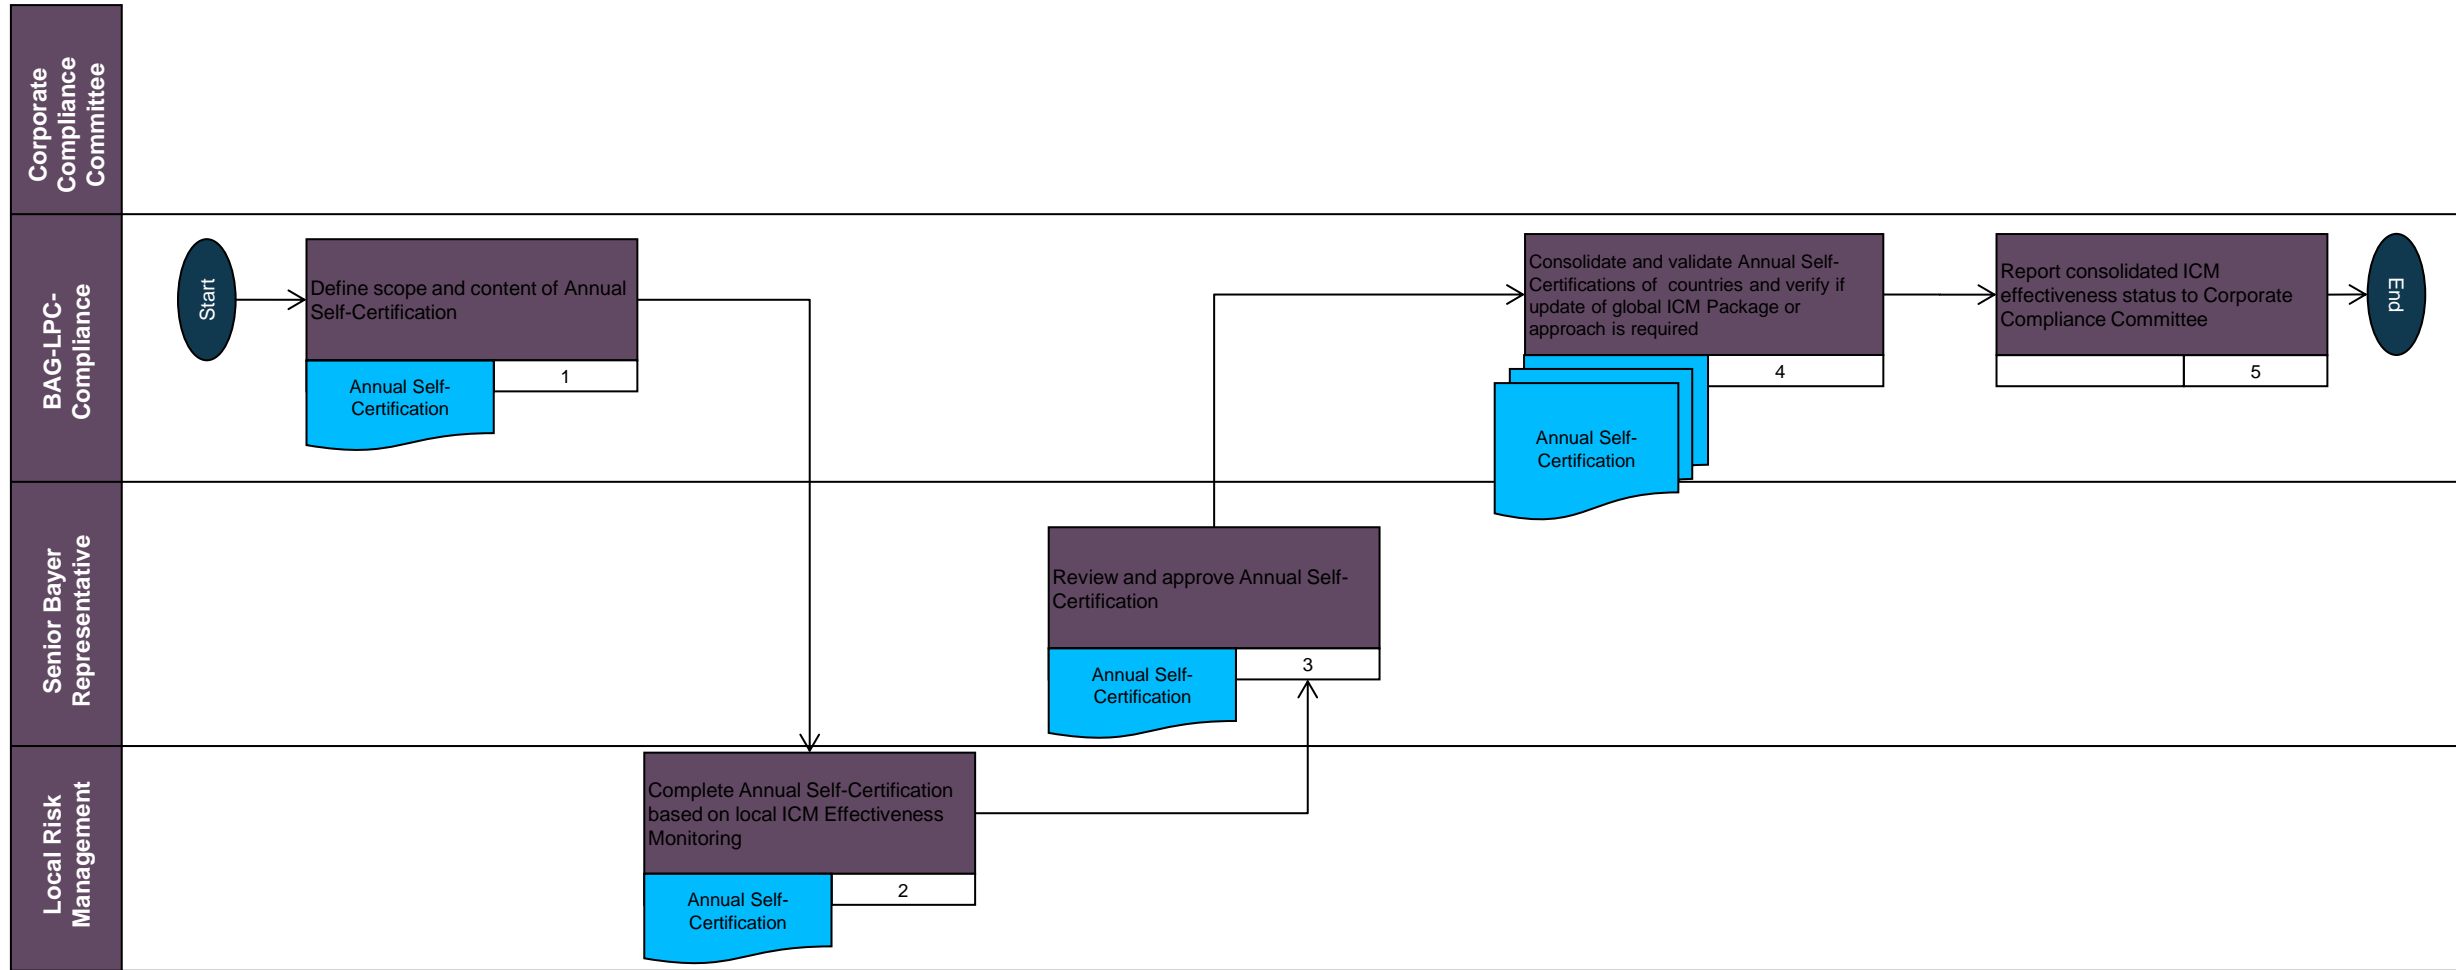 Corporate
Compliance
Committee
BAG-LPC-
Compliance
Start
Define scope and content of Annual
Self-Certification
1
Annual Self-
Certification
Consolidate and validate Annual Self-
Certifications of countries and verify if
update of global ICM Package or
approach is required
4
Annual Self-
Certification
Report consolidated ICM
effectiveness status to Corporate
Compliance Committee
5
End
Senior Bayer
Representative
Review and approve Annual Self-
Certification
3
Annual Self-
Certification
Local Risk
Management
Complete Annual Self-Certification
based on local ICM Effectiveness
Monitoring
2
Annual Self-
Certification